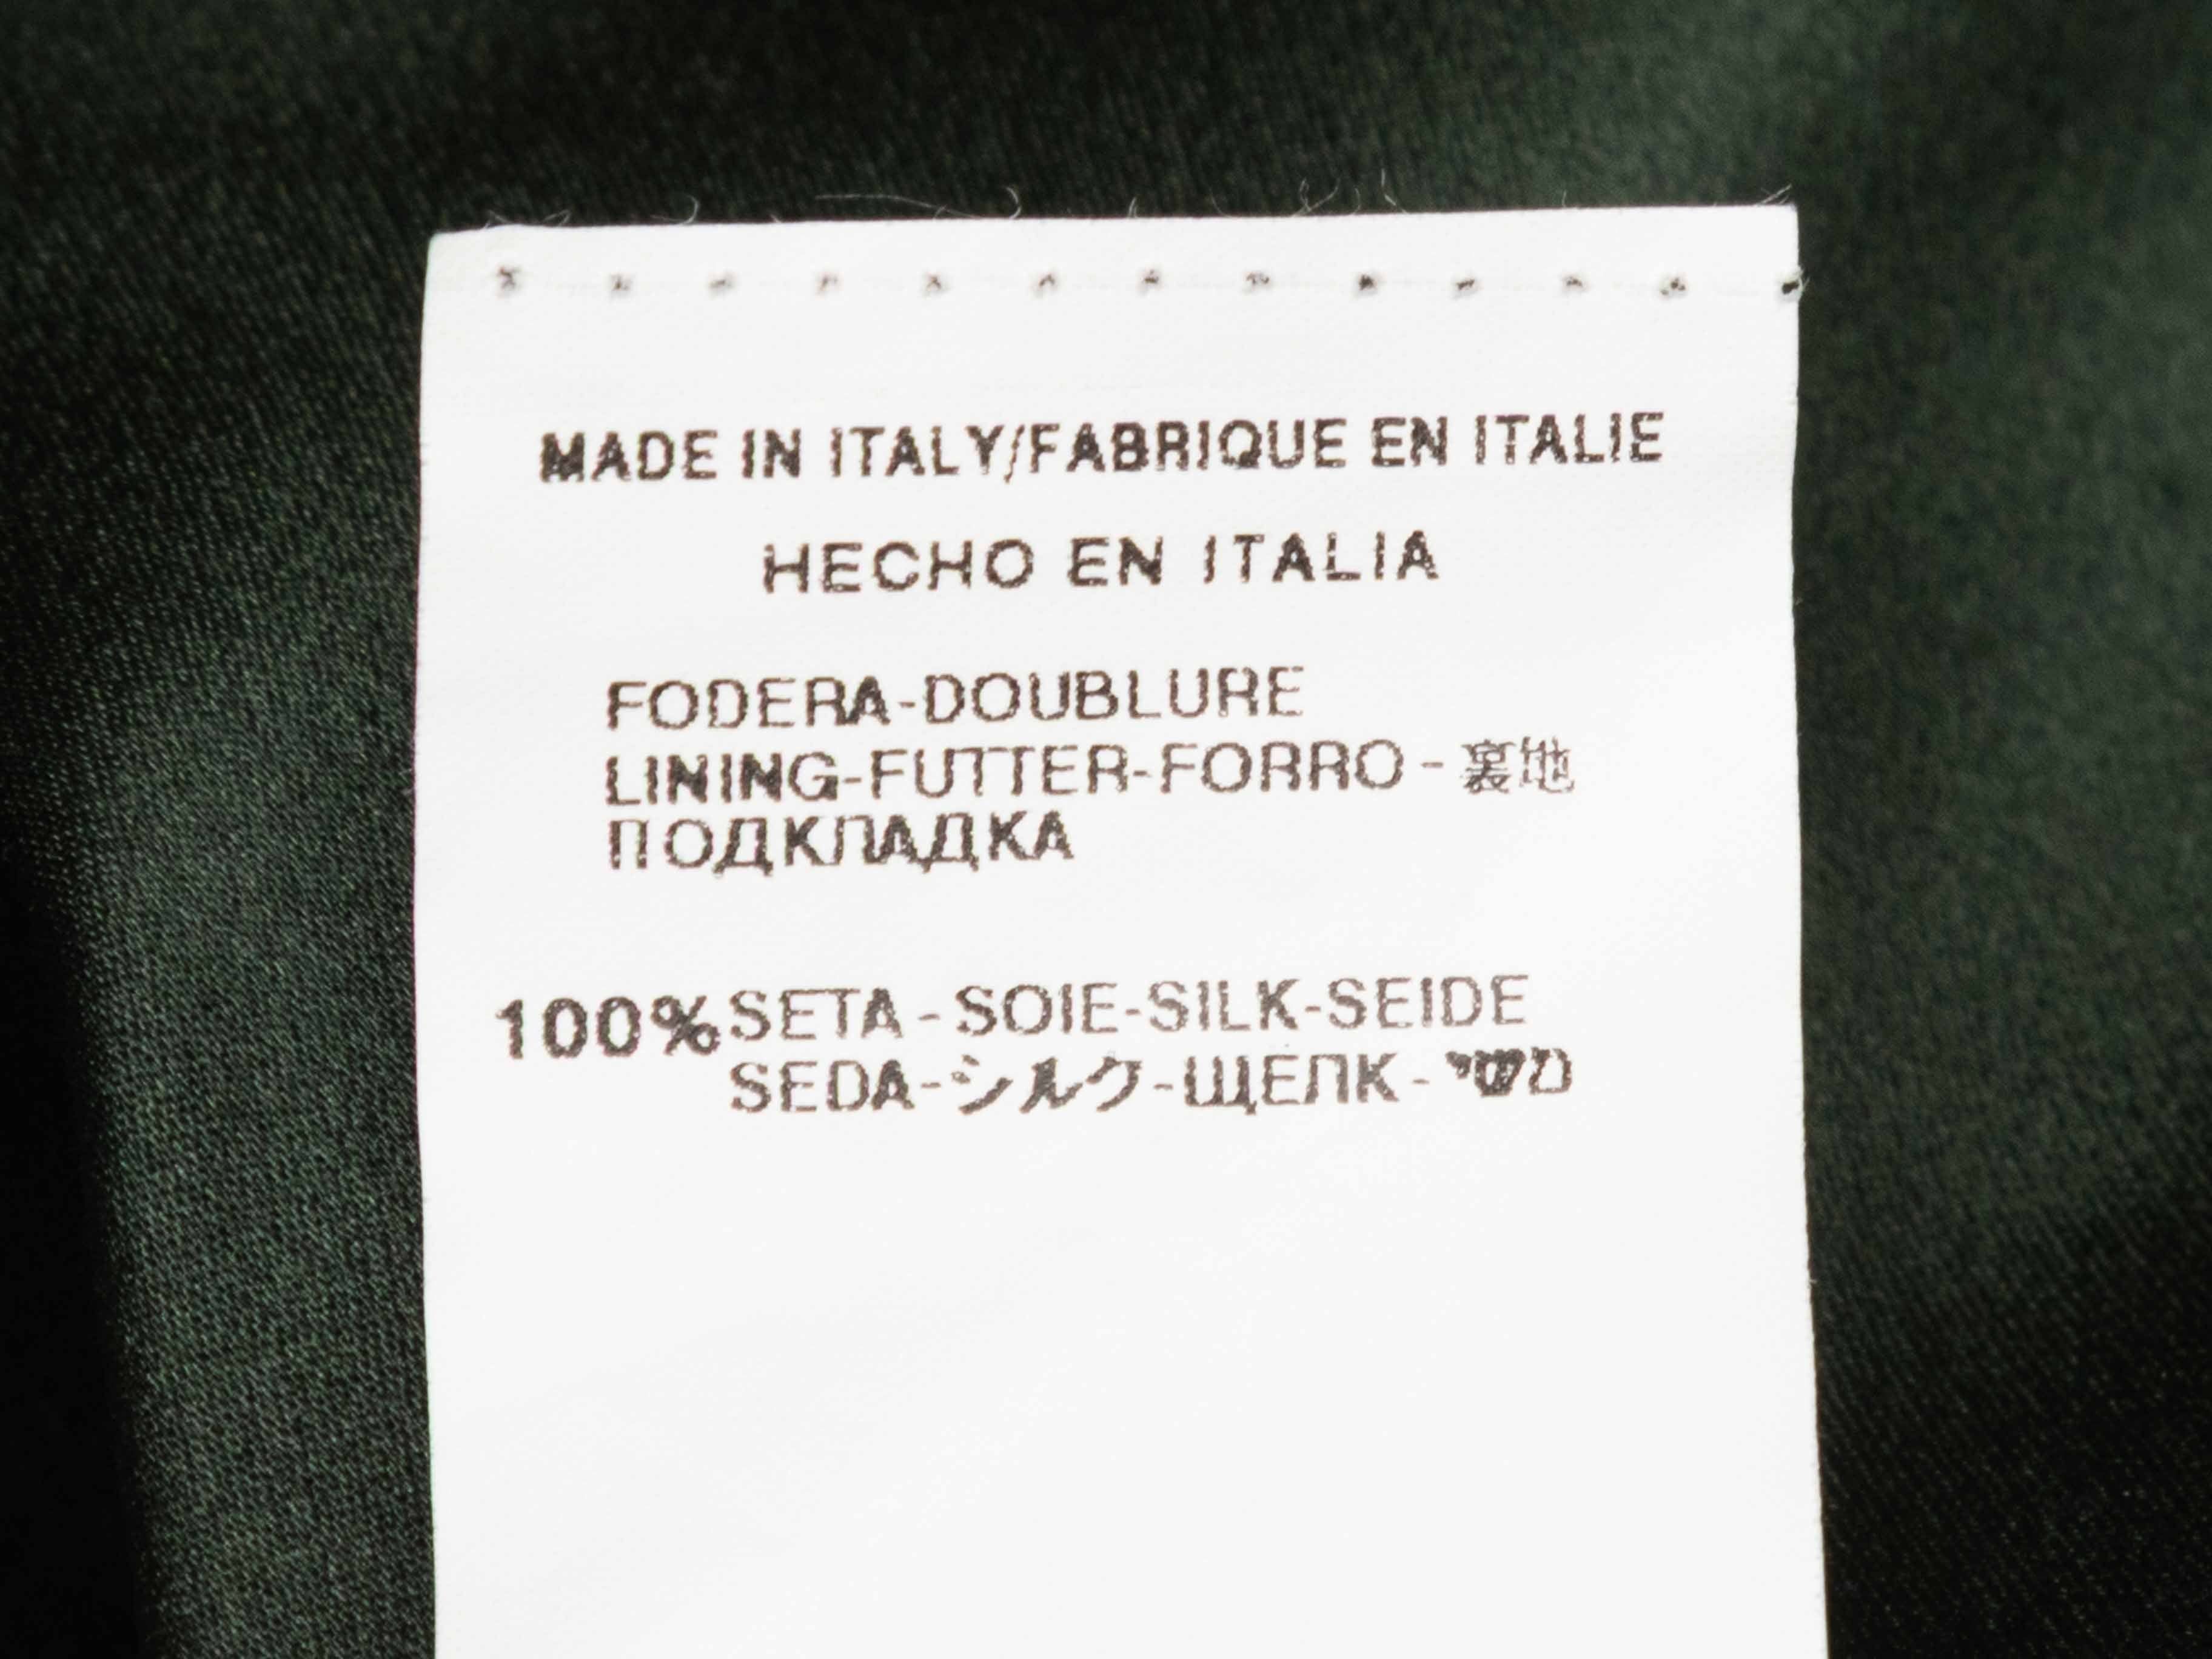 MADE IN ITALY/FABRIQUE EN ITALIE
HECHO EN ITALIA
FODERA-DOUBLURE
LINING-FUTTER-FORRO-裏地
ПОДКЛАДКА
100% SETA-SOIE-SILK-SEIDE
SEDA-シルク-ЩЕЛК-משי